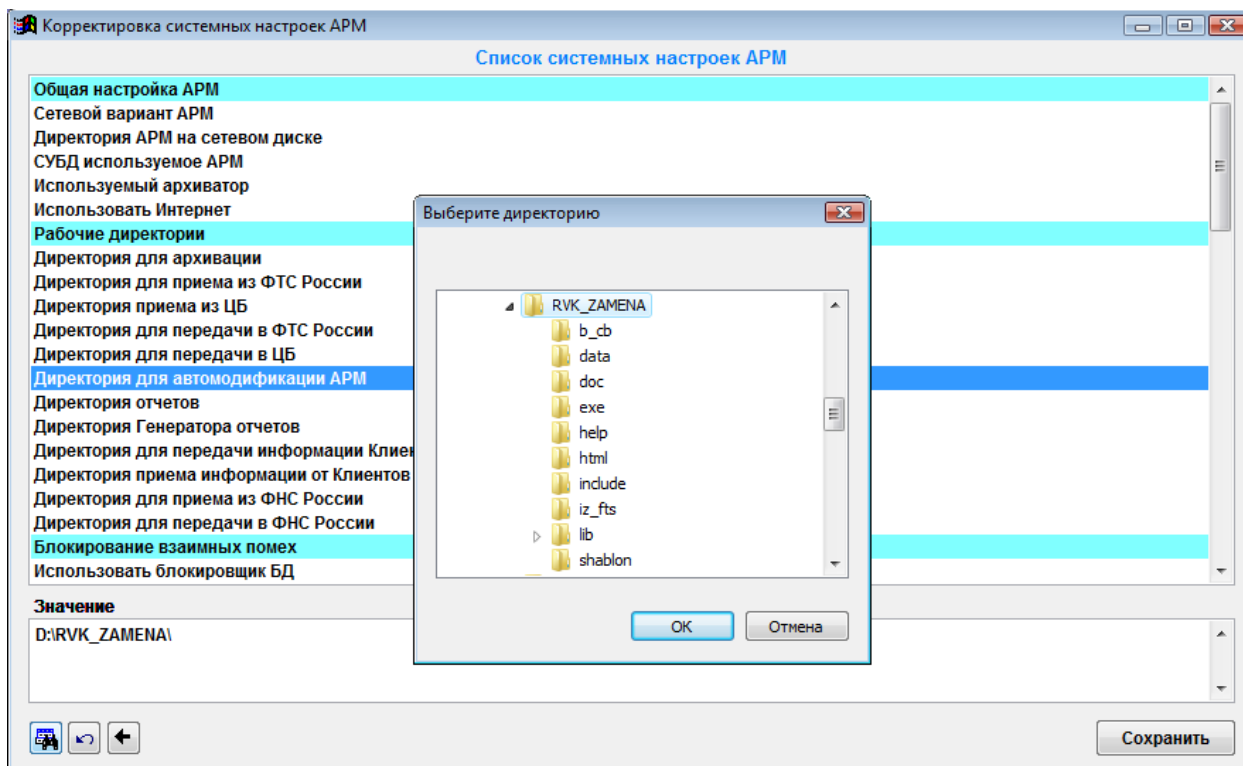 Корректировка системных настроек АРМ
Список системных настроек АРМ
Общая настройка АРМ
Сетевой вариант АРМ
Директория АРМ на сетевом диске
СУБД используемое АРМ
Используемый архиватор
Использовать Интернет
Рабочие директории
Директория для архивации
Директория для приема из ФТС России
Директория приема из ЦБ
Директория для передачи в ФТС России
Директория для передачи в ЦБ
Директория для автомодификации АРМ
Директория отчетов
Директория Генератора отчетов
Директория для передачи информации Клиен
Директория приема информации от Клиентов
Директория для приема из ФНС России
Директория для передачи в ФНС России
Блокирование взаимных помех
Использовать блокировщик БД
Выберите директорию
RVK_ZAMENA
b_cb
data
doc
exe
help
html
include
iz_fts
lib
shablon
OK
Отмена
Значение
D:\RVK_ZAMENA\
Сохранить